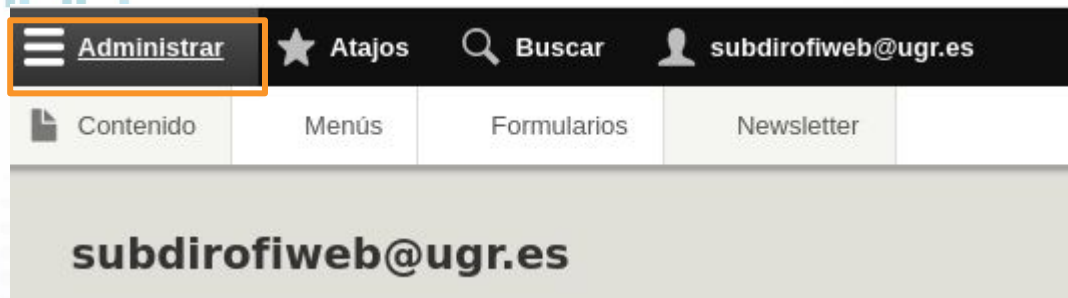 Administrar Atajos Buscar subdirofiweb@ugr.es
Contenido Menús Formularios Newsletter
subdirofiweb@ugr.es